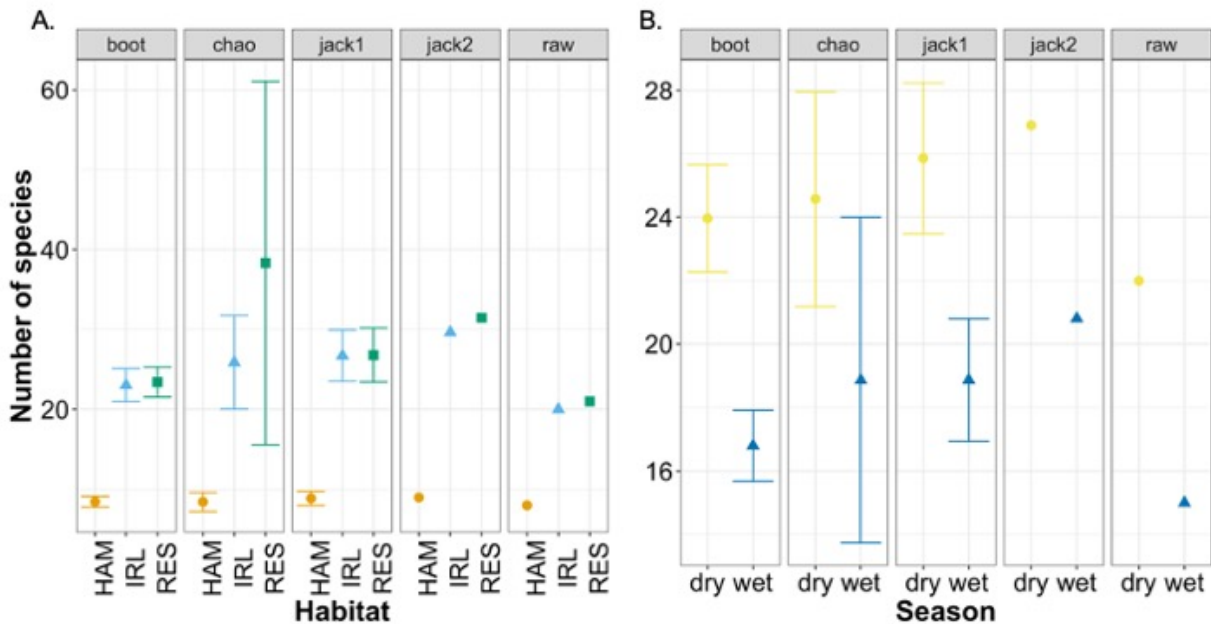 A.
boot chao jack1 jack2 raw
Number of species
60
40
20
HAM IRL RES HAM IRL RES HAM IRL RES HAM IRL RES HAM IRL RES
Habitat
B.
boot chao jack1 jack2 raw
28
24
20
16
dry wet dry wet dry wet dry wet dry wet
Season